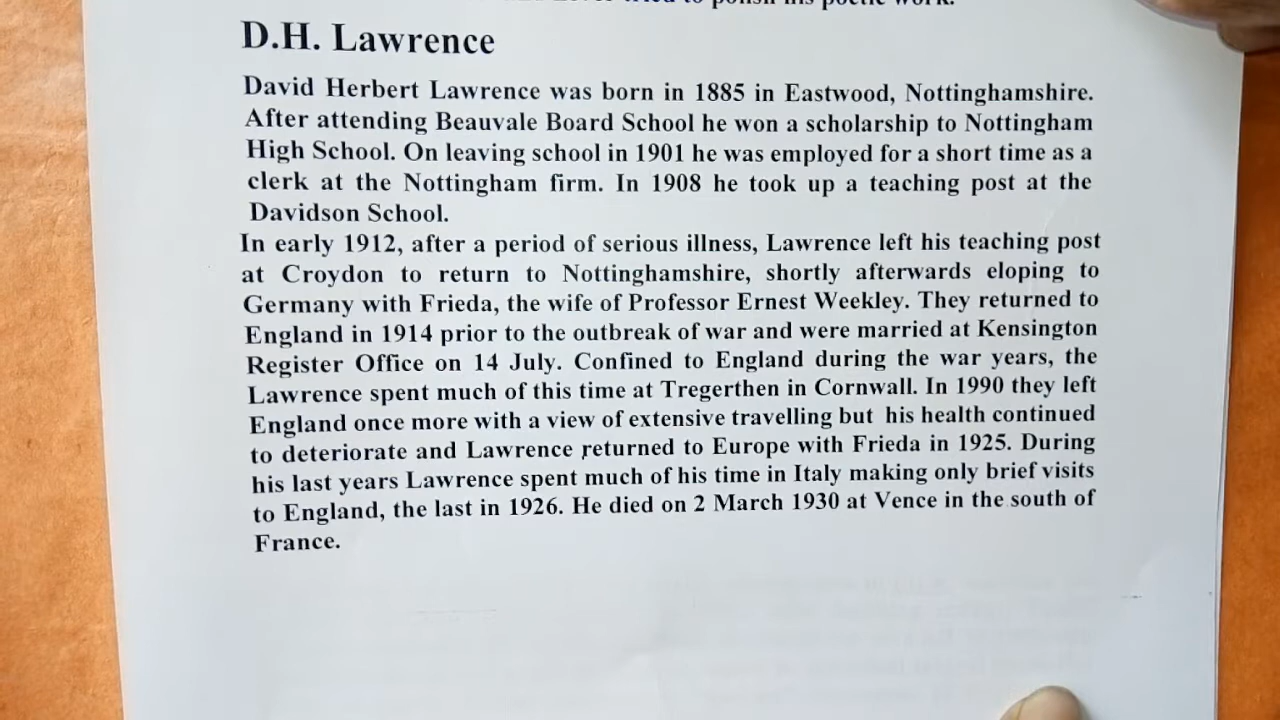 tried to polish his poetic work.
D.H. Lawrence
David Herbert Lawrence was born in 1885 in Eastwood, Nottinghamshire.
After attending Beauvale Board School he won a scholarship to Nottingham
High School. On leaving school in 1901 he was employed for a short time as a
clerk at the Nottingham firm. In 1908 he took up a teaching post at the
Davidson School.
In early 1912, after a period of serious illness, Lawrence left his teaching post
at Croydon to return to Nottinghamshire, shortly afterwards eloping to
Germany with Frieda, the wife of Professor Ernest Weekley. They returned to
England in 1914 prior to the outbreak of war and were married at Kensington
Register Office on 14 July. Confined to England during the war years, the
Lawrence spent much of this time at Tregerthen in Cornwall. In 1990 they left
England once more with a view of extensive travelling but his health continued
to deteriorate and Lawrence returned to Europe with Frieda in 1925. During
his last years Lawrence spent much of his time in Italy making only brief visits
to England, the last in 1926. He died on 2 March 1930 at Vence in the south of
France.